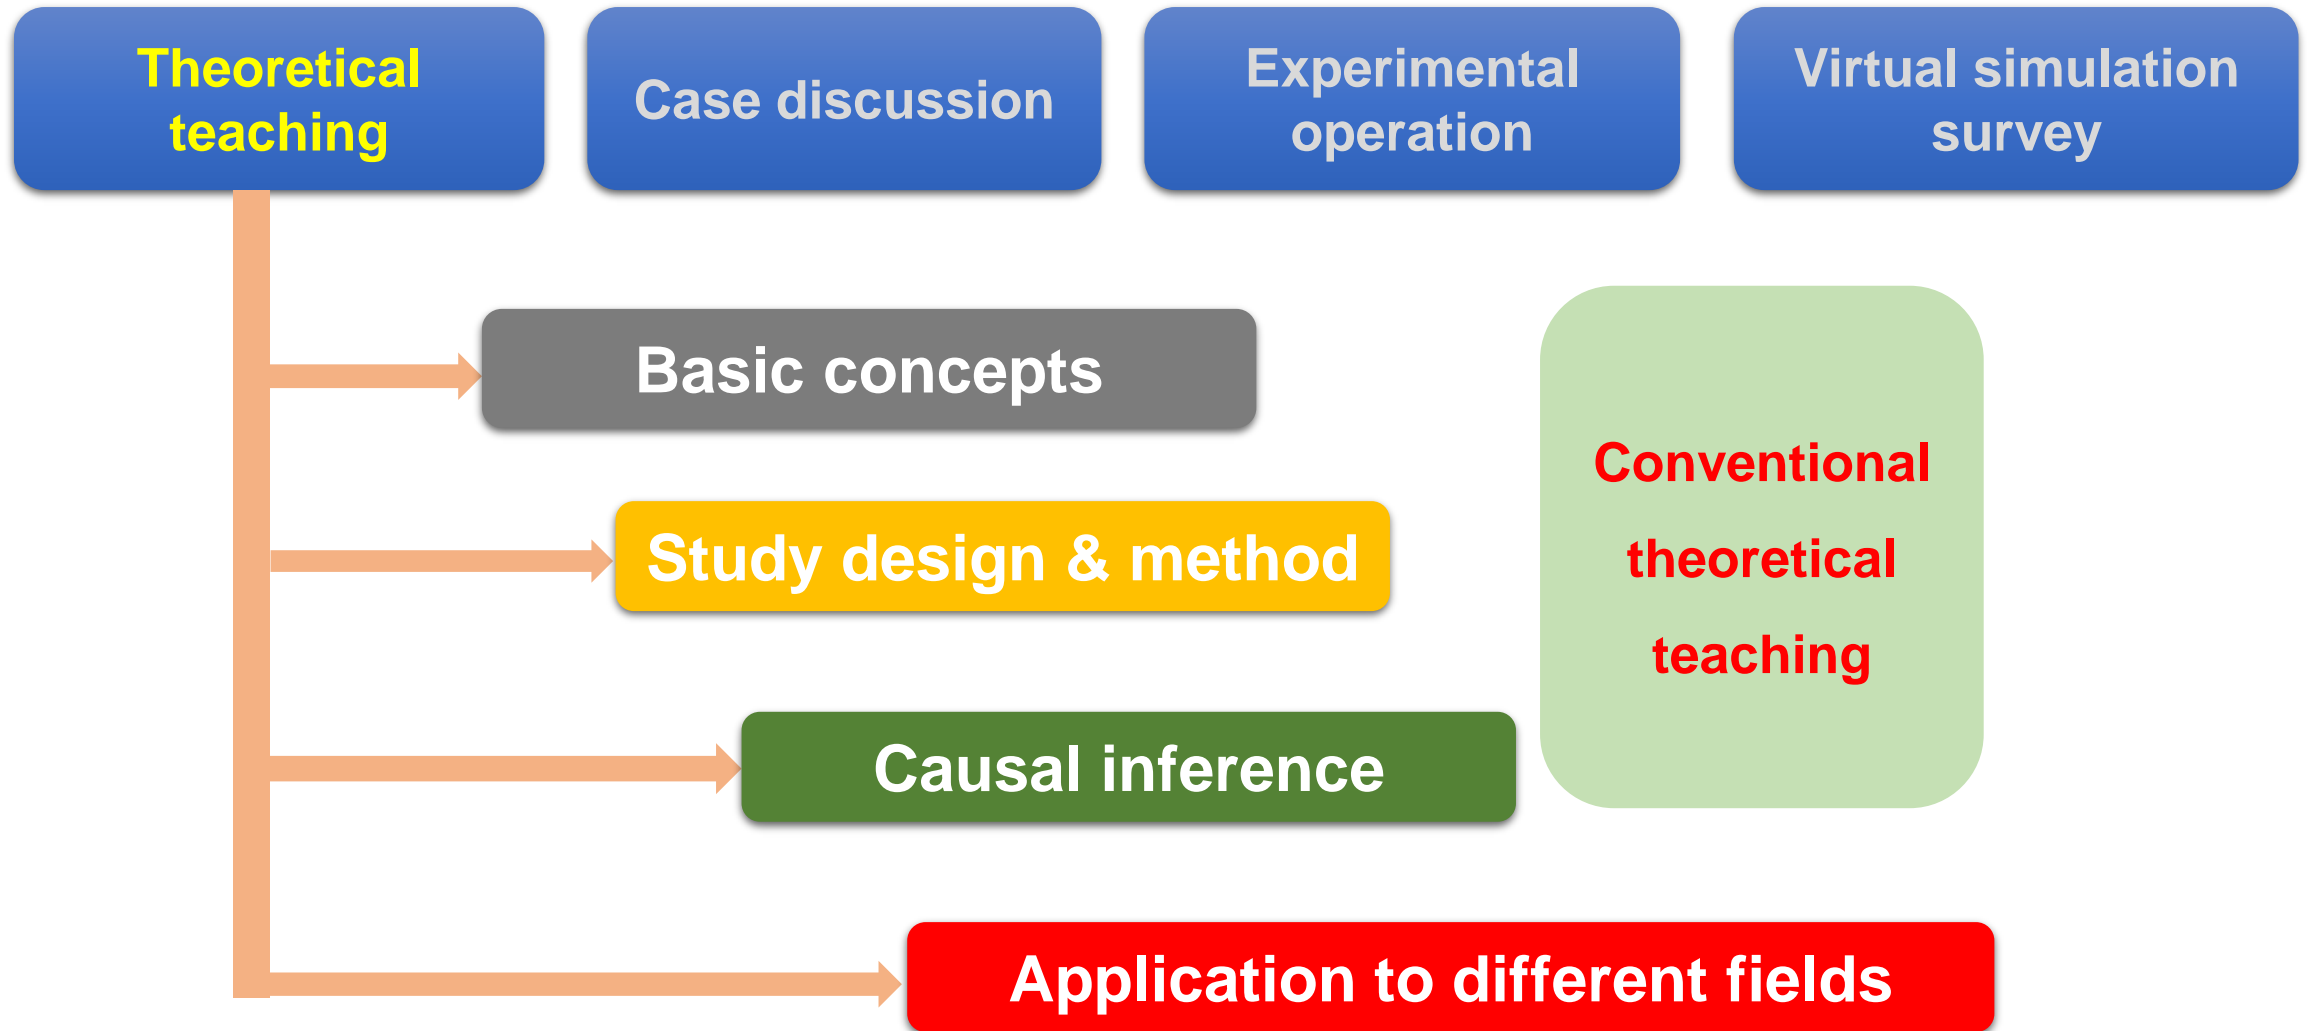 Theoretical
teaching
Case discussion
Experimental
operation
Virtual simulation
survey
Basic concepts
Study design & method
Causal inference
Conventional
theoretical
teaching
Application to different fields